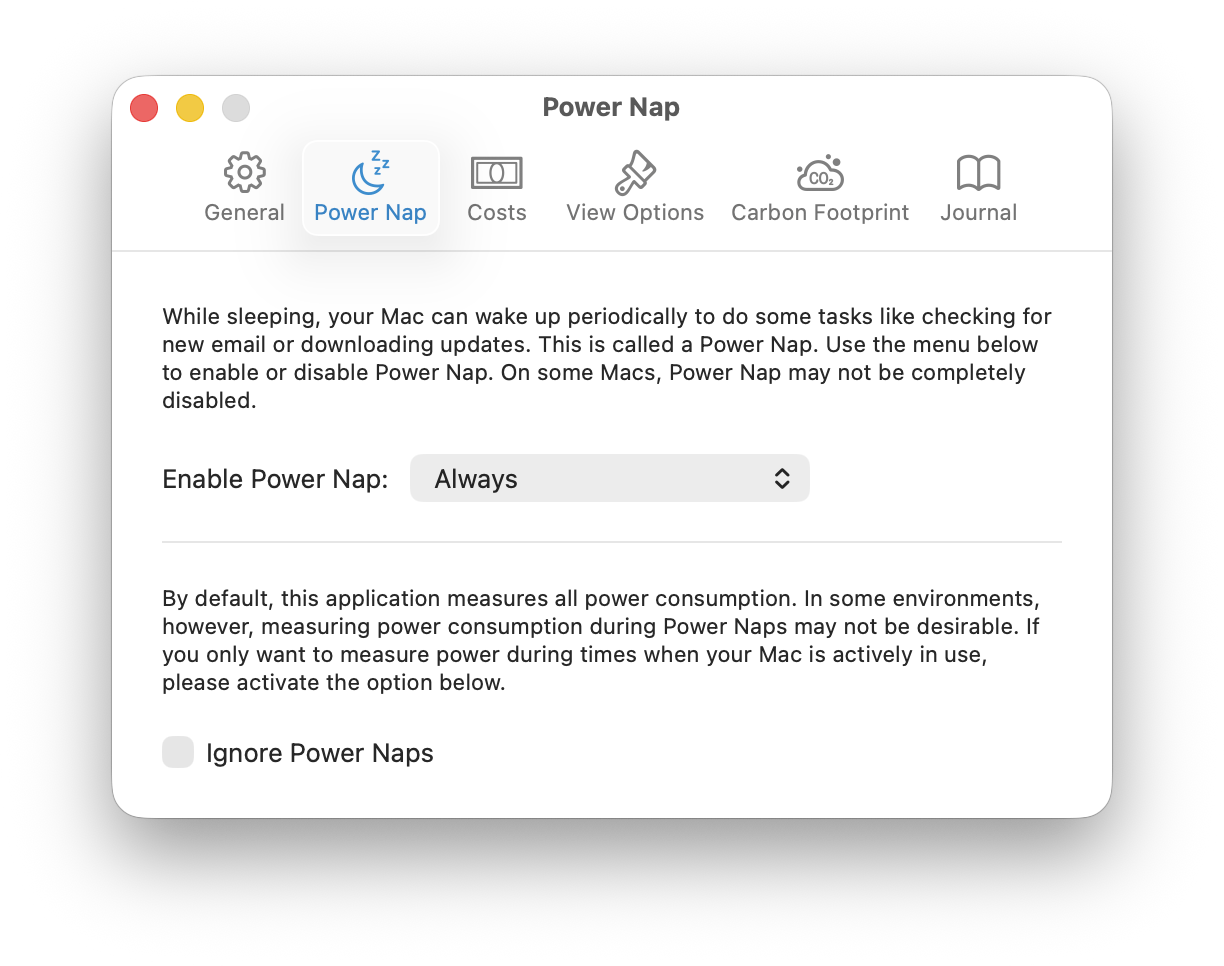 Power Nap
General
Power Nap
Costs
View Options
CO₂
Carbon Footprint
Journal
While sleeping, your Mac can wake up periodically to do some tasks like checking for
new email or downloading updates. This is called a Power Nap. Use the menu below
to enable or disable Power Nap. On some Macs, Power Nap may not be completely
disabled.
Enable Power Nap: Always
By default, this application measures all power consumption. In some environments,
however, measuring power consumption during Power Naps may not be desirable. If
you only want to measure power during times when your Mac is actively in use,
please activate the option below.
Ignore Power Naps